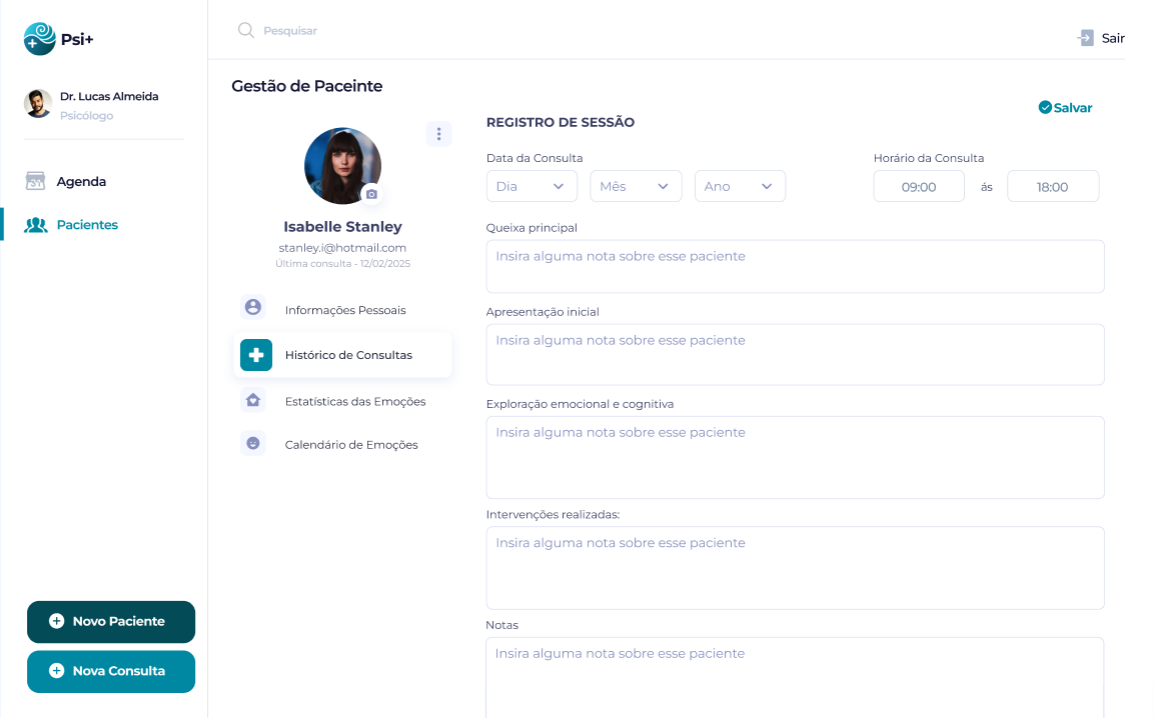 Psi+
Pesquisar
Sair
Dr. Lucas Almeida
Psicólogo
Agenda
31
Pacientes
Novo Paciente
Nova Consulta
Gestão de Paceinte
Isabelle Stanley
stanley.i@hotmail.com
Última consulta - 12/02/2025
Informações Pessoais
Histórico de Consultas
Estatísticas das Emoções
Calendário de Emoções
Salvar
REGISTRO DE SESSÃO
Data da Consulta
Horário da Consulta
Dia Mês Ano 09:00 ás 18:00
Queixa principal
Insira alguma nota sobre esse paciente
Apresentação inicial
Insira alguma nota sobre esse paciente
Exploração emocional e cognitiva
Insira alguma nota sobre esse paciente
Intervenções realizadas:
Insira alguma nota sobre esse paciente
Notas
Insira alguma nota sobre esse paciente